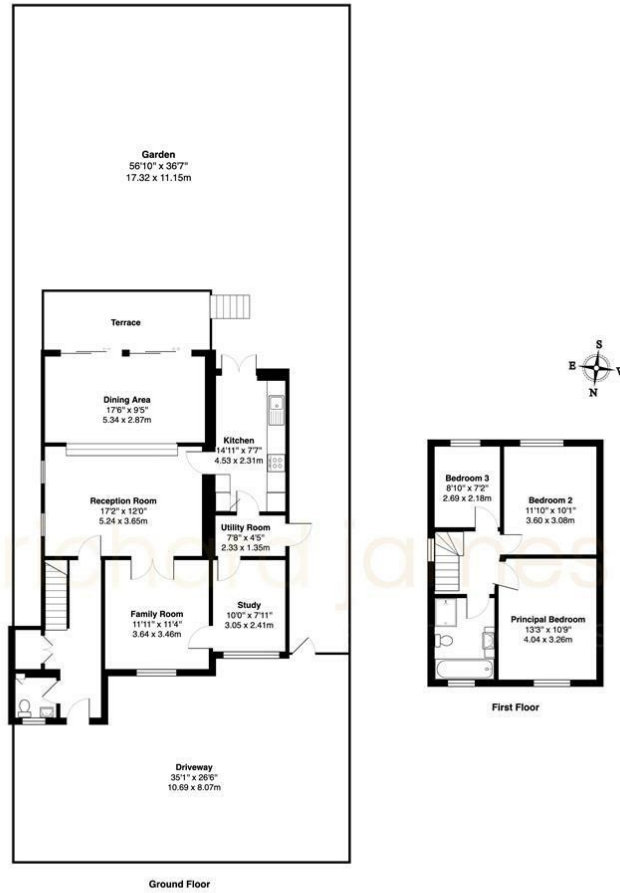 Garden
56'10" x 36'7"
17.32 x 11.15m
Terrace
Dining Area
17'6" x 9'5"
5.34 x 2.87m
Kitchen
14'11" x 7'7"
4.53 x 2.31m
Reception Room
17'2" x 12'0"
5.24 x 3.65m
Utility Room
7'8" x 4'5"
2.33 x 1.35m
Family Room
11'11" x 11'4"
3.64 x 3.46m
Study
10'0" x 7'11"
3.05 x 2.41m
Driveway
35'1" x 26'6"
10.69 x 8.07m
Ground Floor
S
E W
N
Bedroom 3
8'10" x 7'2"
2.69 x 2.18m
Bedroom 2
11'10" x 10'1"
3.60 x 3.08m
Principal Bedroom
13'3" x 10'9"
4.04 x 3.26m
First Floor
richard james